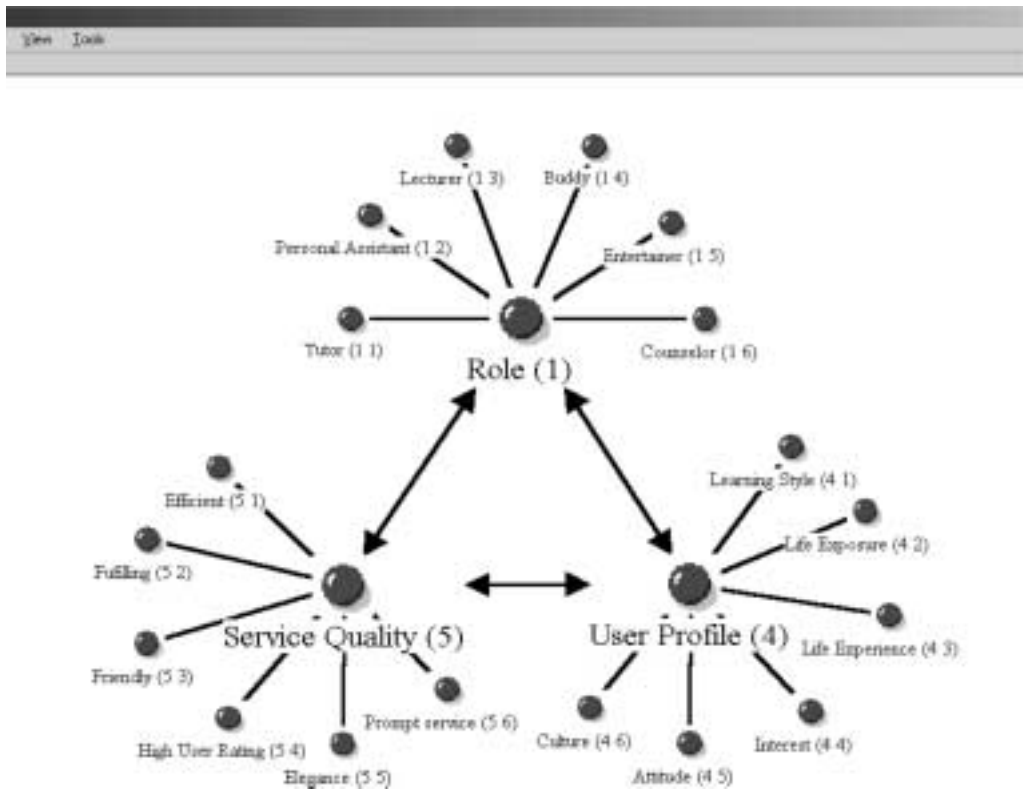 View Tools
Lecturer (1 3)
Buddy (1 4)
Personal Assistant (1 2)
Entertainer (1 5)
Tutor (1 1)
Counselor (1 6)
Role (1)
Learning Style (4 1)
Efficient (5 1)
Life Exposure (4 2)
Fufilling (5 2)
Service Quality (5)
User Profile (4)
Life Experience (4 3)
Friendly (5 3)
Prompt service (5 6)
High User Rating (5 4)
Culture (4 6)
Interest (4 4)
Elegance (5 5)
Attitude (4 5)